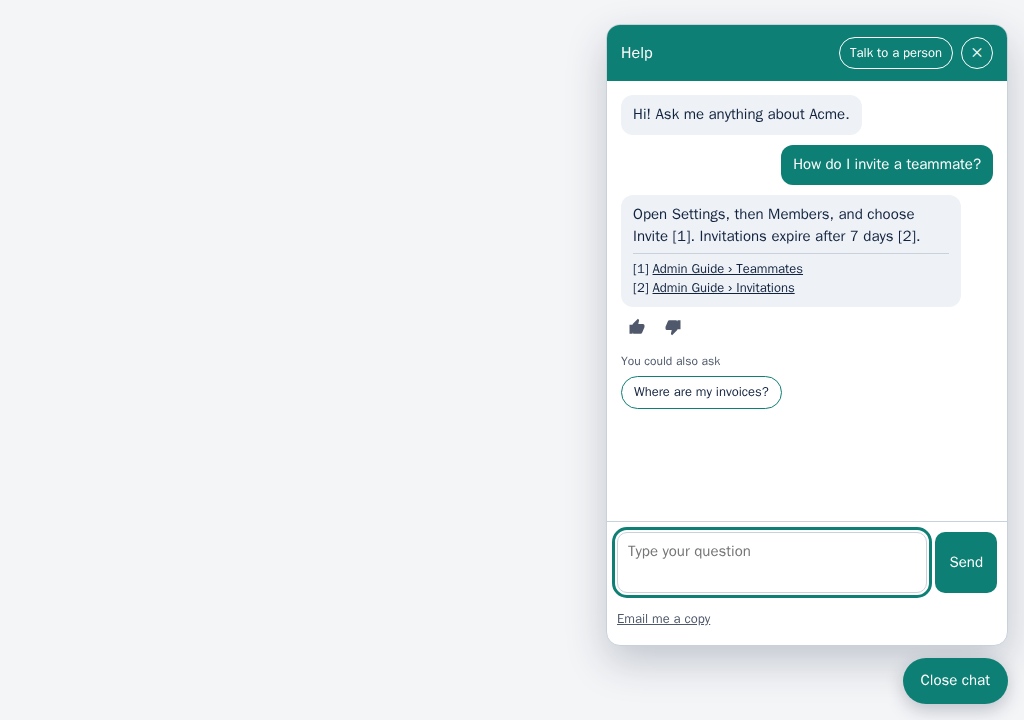 Help
Talk to a person
Hi! Ask me anything about Acme.
How do I invite a teammate?
Open Settings, then Members, and choose
Invite [1]. Invitations expire after 7 days [2].
[1] Admin Guide › Teammates
[2] Admin Guide › Invitations
You could also ask
Where are my invoices?
Type your question
Send
Email me a copy
Close chat